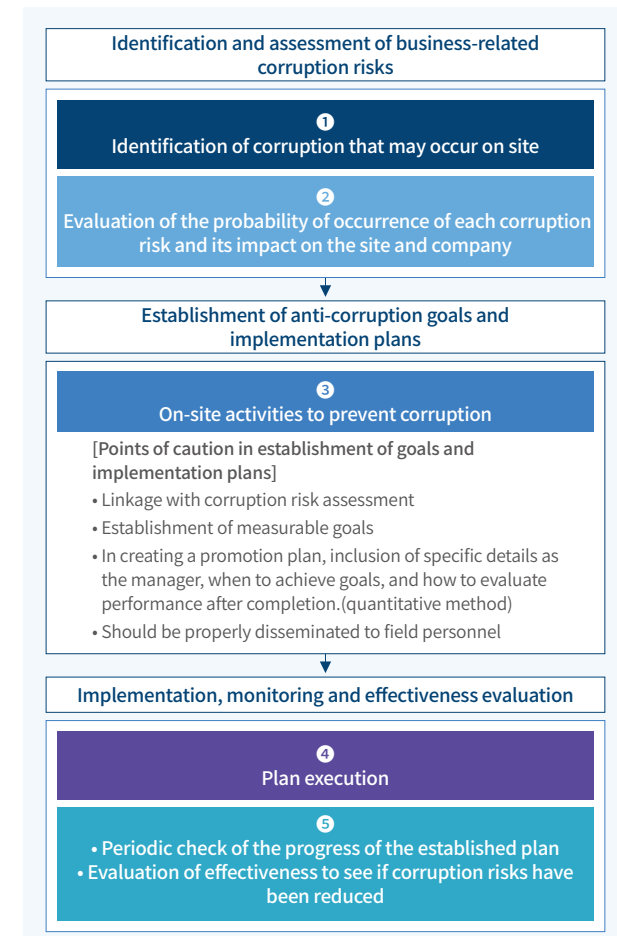 Identification and assessment of business-related
corruption risks
❶
Identification of corruption that may occur on site
❷
Evaluation of the probability of occurrence of each corruption
risk and its impact on the site and company
Establishment of anti-corruption goals and
implementation plans
❸
On-site activities to prevent corruption
[Points of caution in establishment of goals and
implementation plans]
• Linkage with corruption risk assessment
• Establishment of measurable goals
• In creating a promotion plan, inclusion of specific details as
the manager, when to achieve goals, and how to evaluate
performance after completion.(quantitative method)
• Should be properly disseminated to field personnel
Implementation, monitoring and effectiveness evaluation
❹
Plan execution
❺
• Periodic check of the progress of the established plan
• Evaluation of effectiveness to see if corruption risks have
been reduced